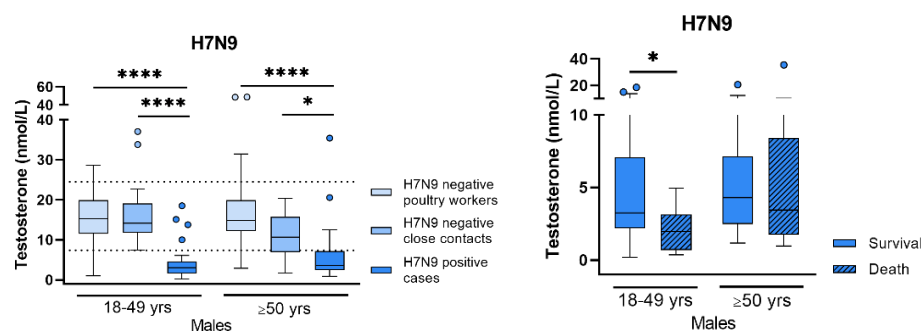 H7N9
Testosterone (nmol/L)
60
40
30
20
10
0
****
****
****
*
18-49 yrs
≥50 yrs
Males
H7N9 negative
poultry workers
H7N9 negative
close contacts
H7N9 positive
cases
H7N9
Testosterone (nmol/L)
40
20
10
5
0
*
18-49 yrs
≥50 yrs
Males
Survival
Death